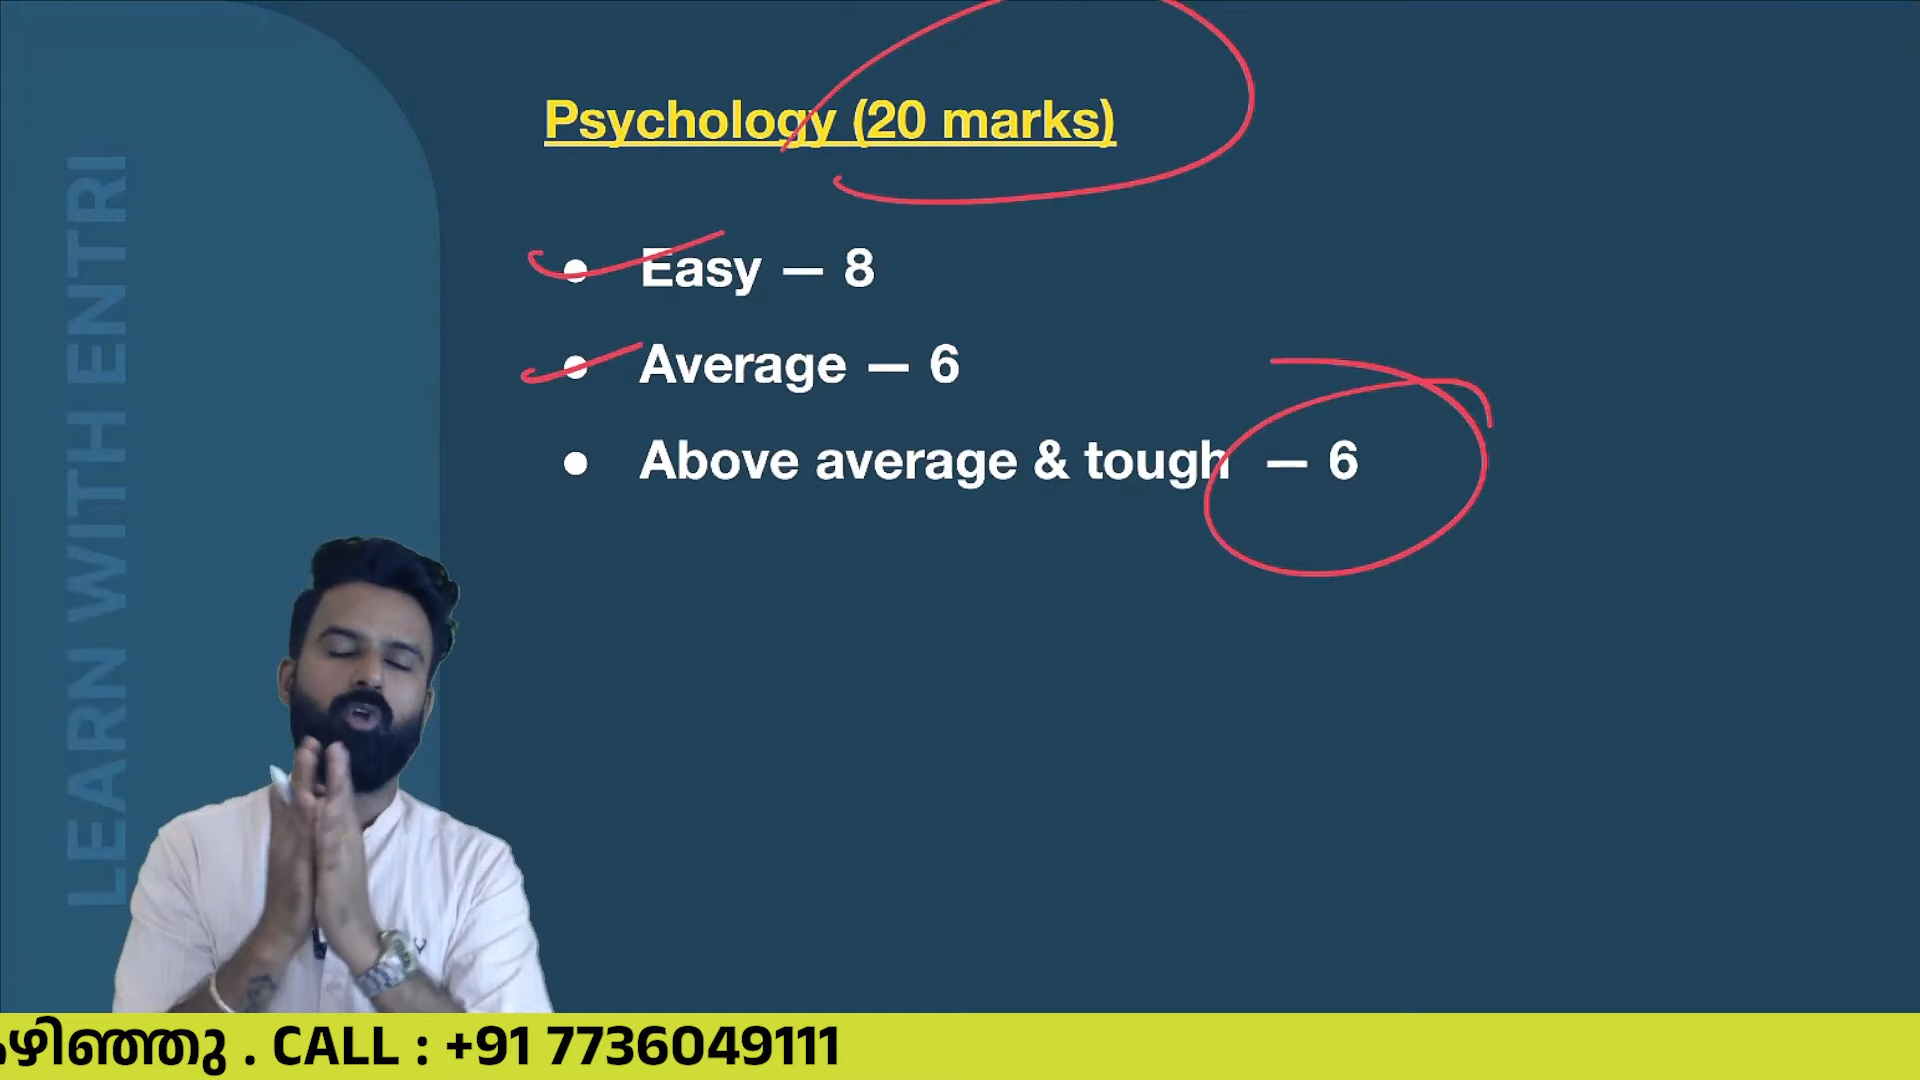 Psychology (20 marks)
● Easy — 8
● Average — 6
● Above average & tough — 6
LEARN WITH ENTRI
. CALL : +91 7736049111